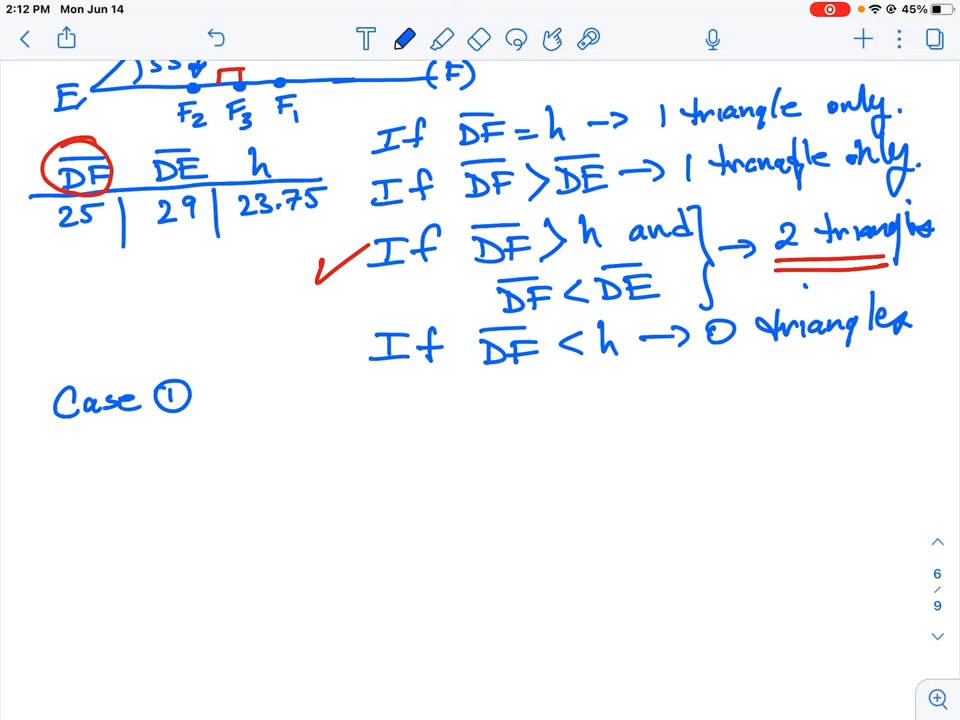 2:12 PM Mon Jun 14
45%
T
55°
E
(F)
F₂ F₃ F₁
DF DE h
25 29 23.75
If DF = h → 1 triangle only.
If DF > DE → 1 triangle only.
If DF > h and
DF < DE
→ 2 triangles
If DF < h → 0 triangles
Case ①
6
/
9